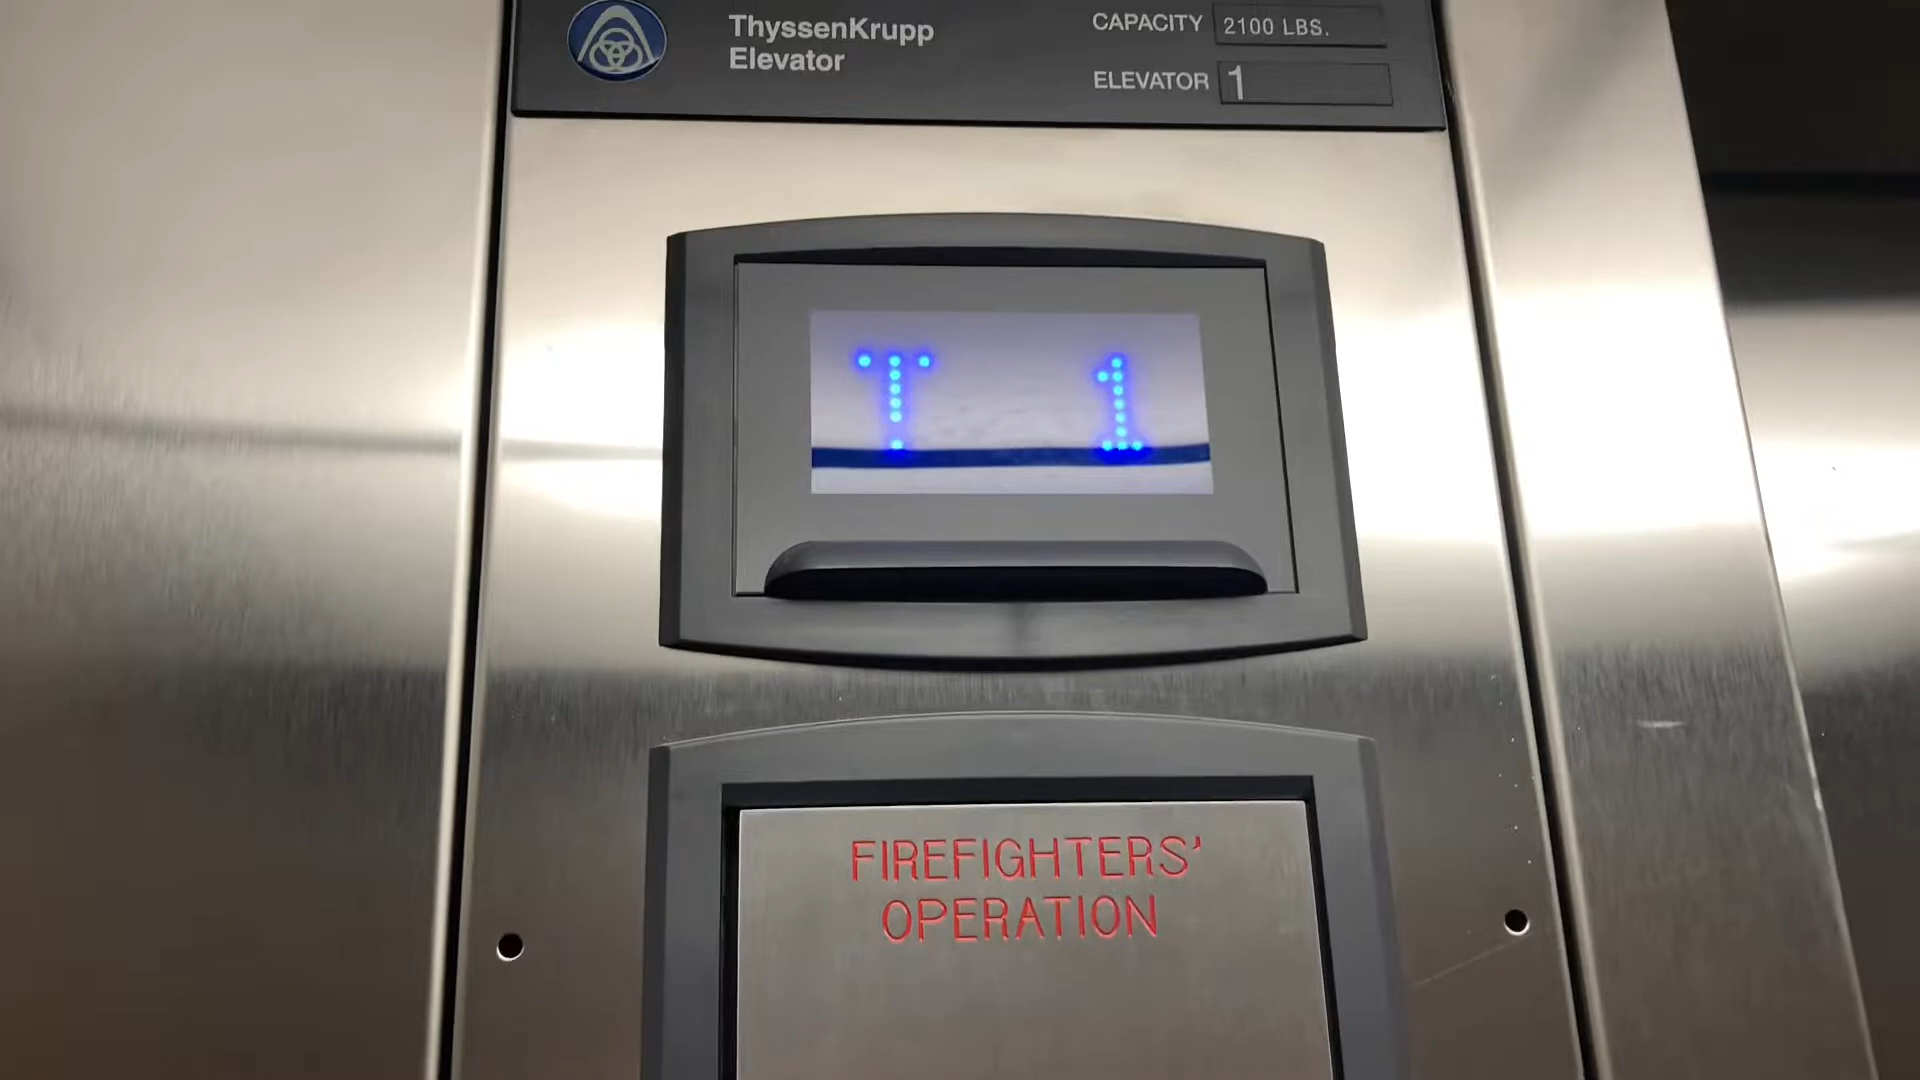 ThyssenKrupp
Elevator
CAPACITY 2100 LBS.
ELEVATOR 1
T 1
FIREFIGHTERS'
OPERATION